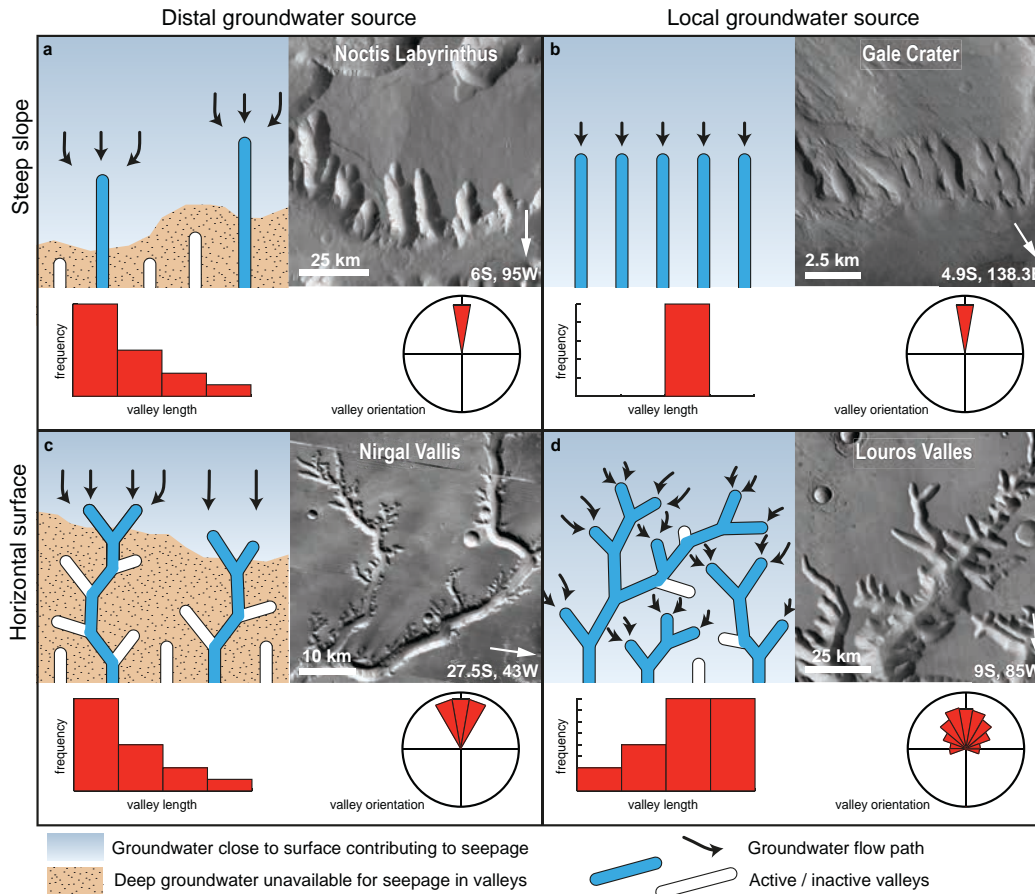 Distal groundwater source
Local groundwater source
Steep slope
a
Noctis Labyrinthus
25 km
6S, 95W
frequency
valley length
valley orientation
b
Gale Crater
2.5 km
4.9S, 138.3E
frequency
valley length
valley orientation
Horizontal surface
c
Nirgal Vallis
10 km
27.5S, 43W
frequency
valley length
valley orientation
d
Louros Valles
25 km
9S, 85W
frequency
valley length
valley orientation
Groundwater close to surface contributing to seepage
Deep groundwater unavailable for seepage in valleys
Groundwater flow path
Active / inactive valleys